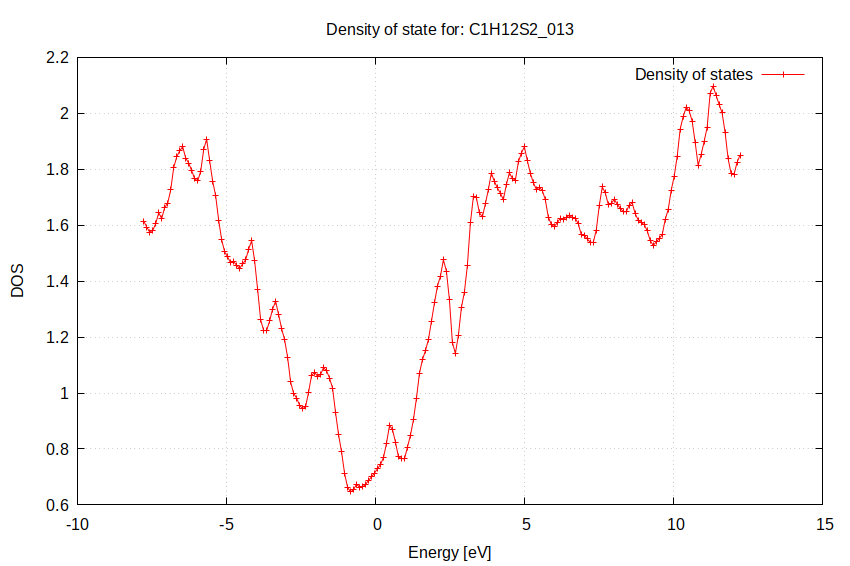 Density of state for: C1H12S2_013
Density of states
2.2
2
1.8
1.6
1.4
1.2
1
0.8
0.6
DOS
-10 -5 0 5 10 15
Energy [eV]